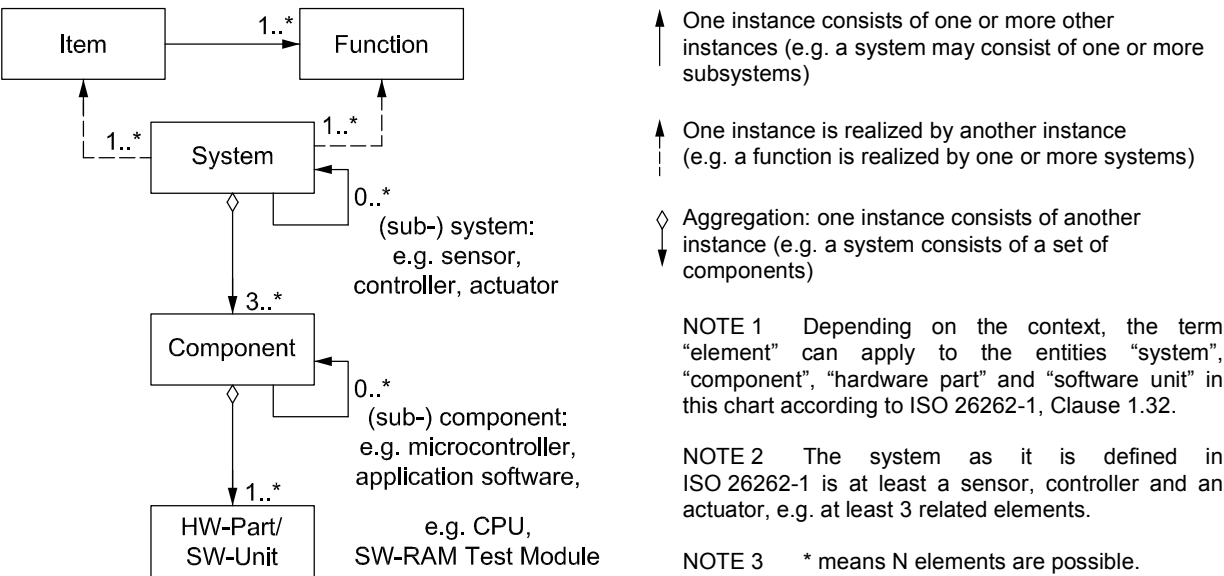 Item
1..*
Function
1..*
1..*
System
0..*
(sub-) system:
e.g. sensor,
controller, actuator
3..*
Component
0..*
(sub-) component:
e.g. microcontroller,
application software,
1..*
HW-Part/
SW-Unit
e.g. CPU,
SW-RAM Test Module
One instance consists of one or more other
instances (e.g. a system may consist of one or more
subsystems)
One instance is realized by another instance
(e.g. a function is realized by one or more systems)
Aggregation: one instance consists of another
instance (e.g. a system consists of a set of
components)
NOTE 1 Depending on the context, the term
“element” can apply to the entities “system”,
“component”, “hardware part” and “software unit” in
this chart according to ISO 26262-1, Clause 1.32.
NOTE 2 The system as it is defined in
ISO 26262-1 is at least a sensor, controller and an
actuator, e.g. at least 3 related elements.
NOTE 3 * means N elements are possible.